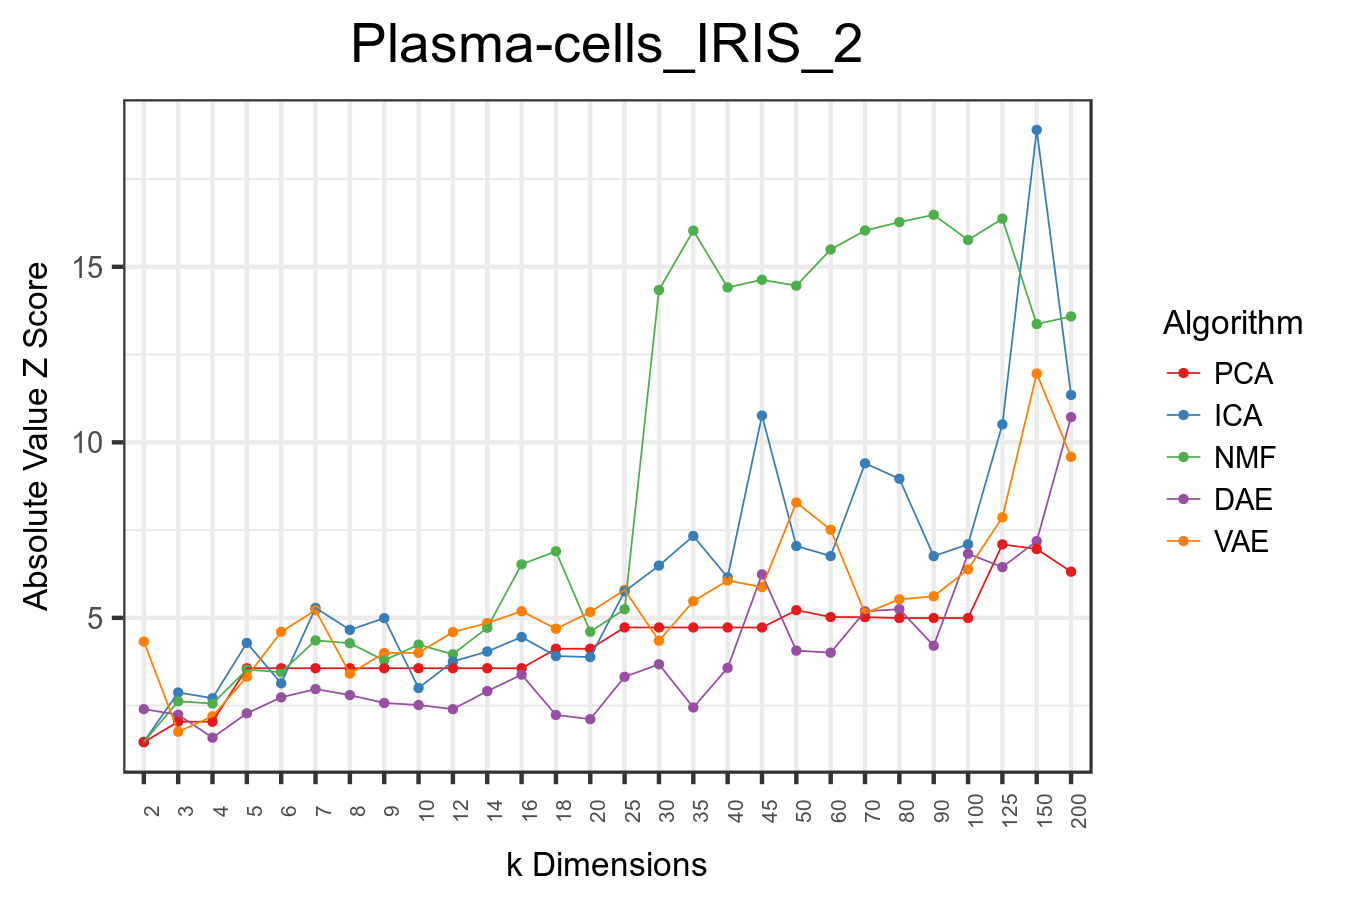 Plasma-cells_IRIS_2
Absolute Value Z Score
15
10
5
2 3 4 5 6 7 8 9 10 12 14 16 18 20 25 30 35 40 45 50 60 70 80 90 100 125 150 200
k Dimensions
Algorithm
PCA
ICA
NMF
DAE
VAE